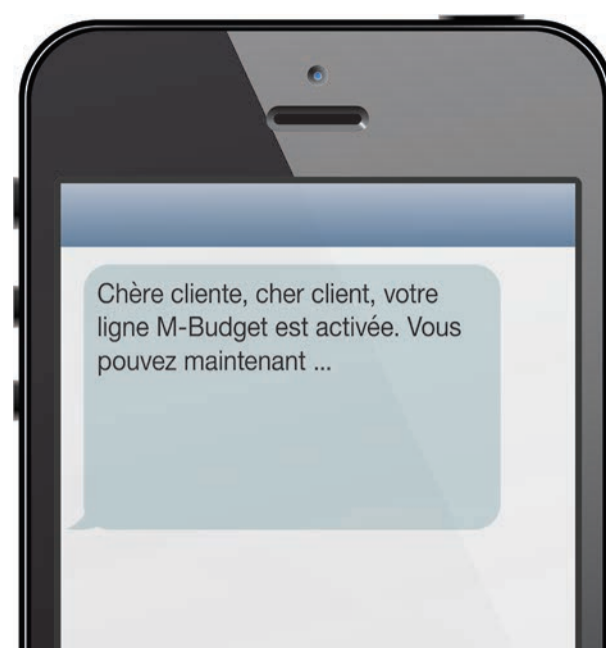 Chère cliente, cher client, votre
ligne M-Budget est activée. Vous
pouvez maintenant ...